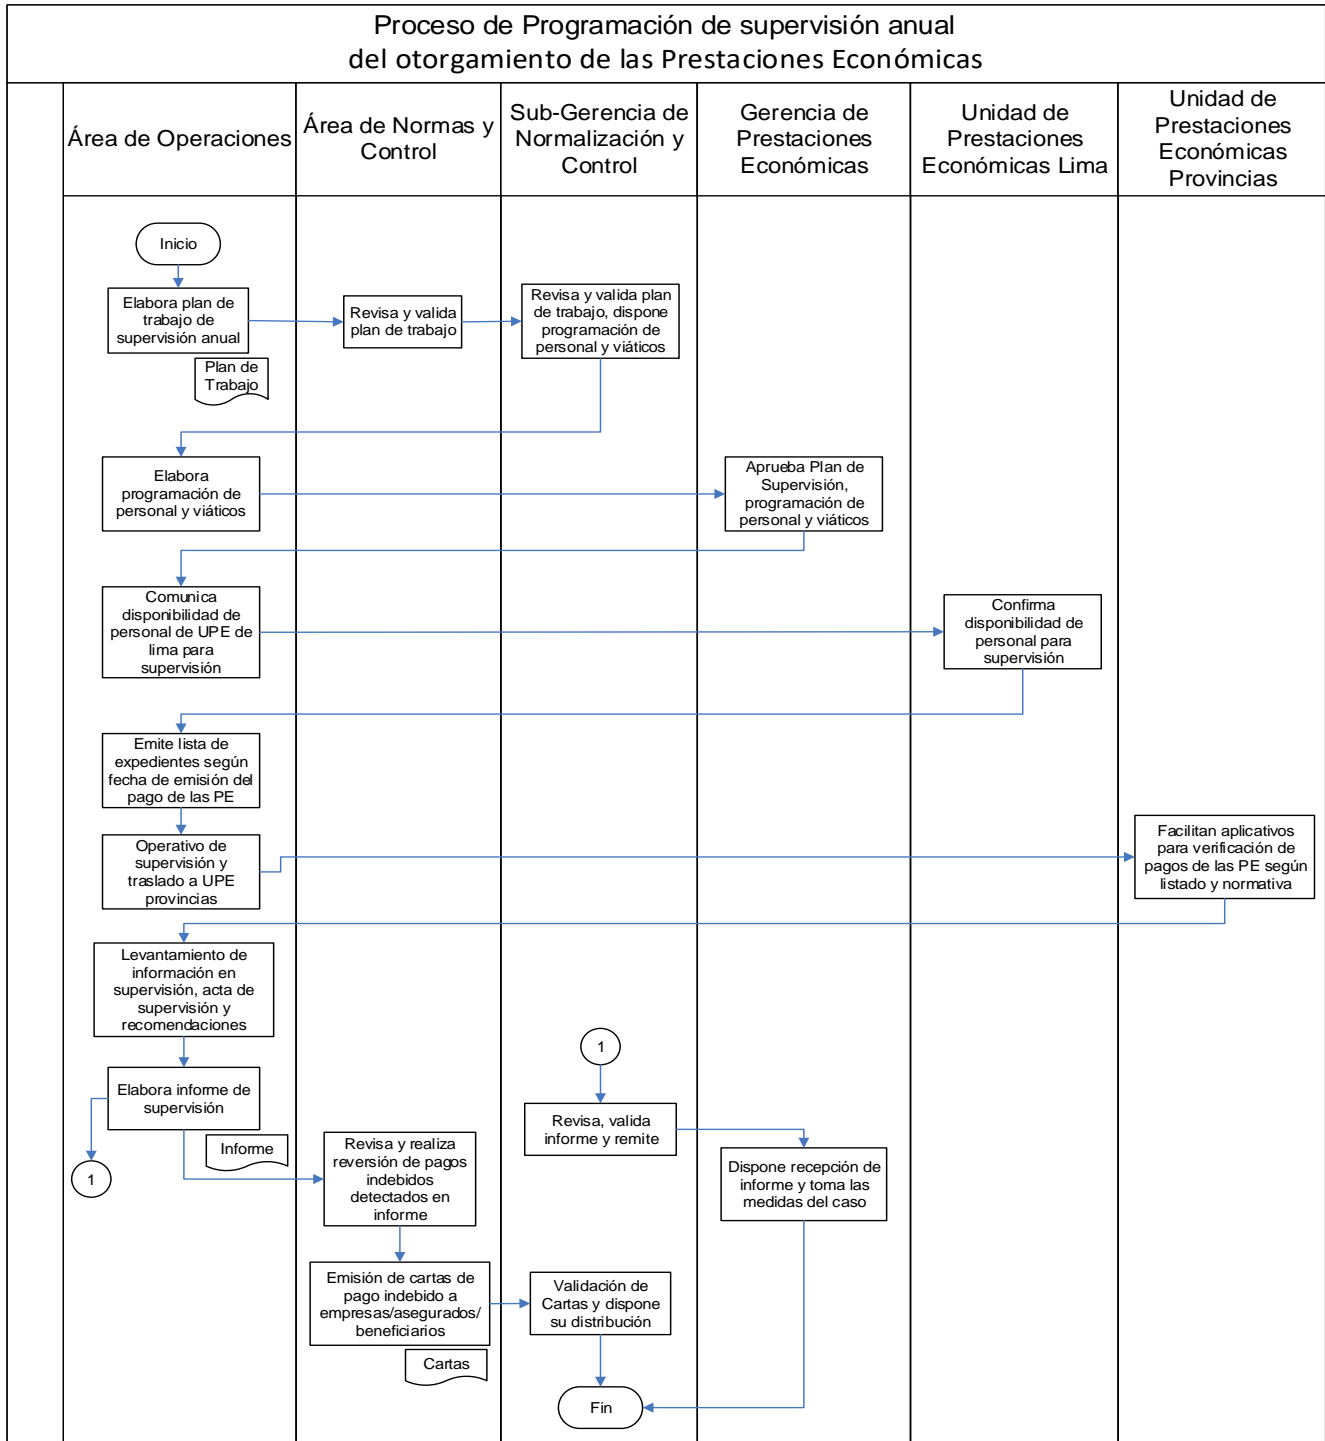 Proceso de Programación de supervisión anual
del otorgamiento de las Prestaciones Económicas
Área de Operaciones
Área de Normas y
Control
Sub-Gerencia de
Normalización y
Control
Gerencia de
Prestaciones
Económicas
Unidad de
Prestaciones
Económicas Lima
Unidad de
Prestaciones
Económicas
Provincias
Inicio
Elabora plan de
trabajo de
supervisión anual
Plan de
Trabajo
Revisa y valida
plan de trabajo
Revisa y valida plan
de trabajo, dispone
programación de
personal y viáticos
Elabora
programación de
personal y viáticos
Aprueba Plan de
Supervisión,
programación de
personal y viáticos
Comunica
disponibilidad de
personal de UPE de
lima para
supervisión
Confirma
disponibilidad de
personal para
supervisión
Emite lista de
expedientes según
fecha de emisión del
pago de las PE
Operativo de
supervisión y
traslado a UPE
provincias
Facilitan aplicativos
para verificación de
pagos de las PE según
listado y normativa
Levantamiento de
información en
supervisión, acta de
supervisión y
recomendaciones
Elabora informe de
supervisión
Informe
1
1
Revisa, valida
informe y remite
Dispone recepción de
informe y toma las
medidas del caso
Revisa y realiza
reversión de pagos
indebidos
detectados en
informe
Emisión de cartas de
pago indebido a
empresas/asegurados/
beneficiarios
Cartas
Validación de
Cartas y dispone
su distribución
Fin